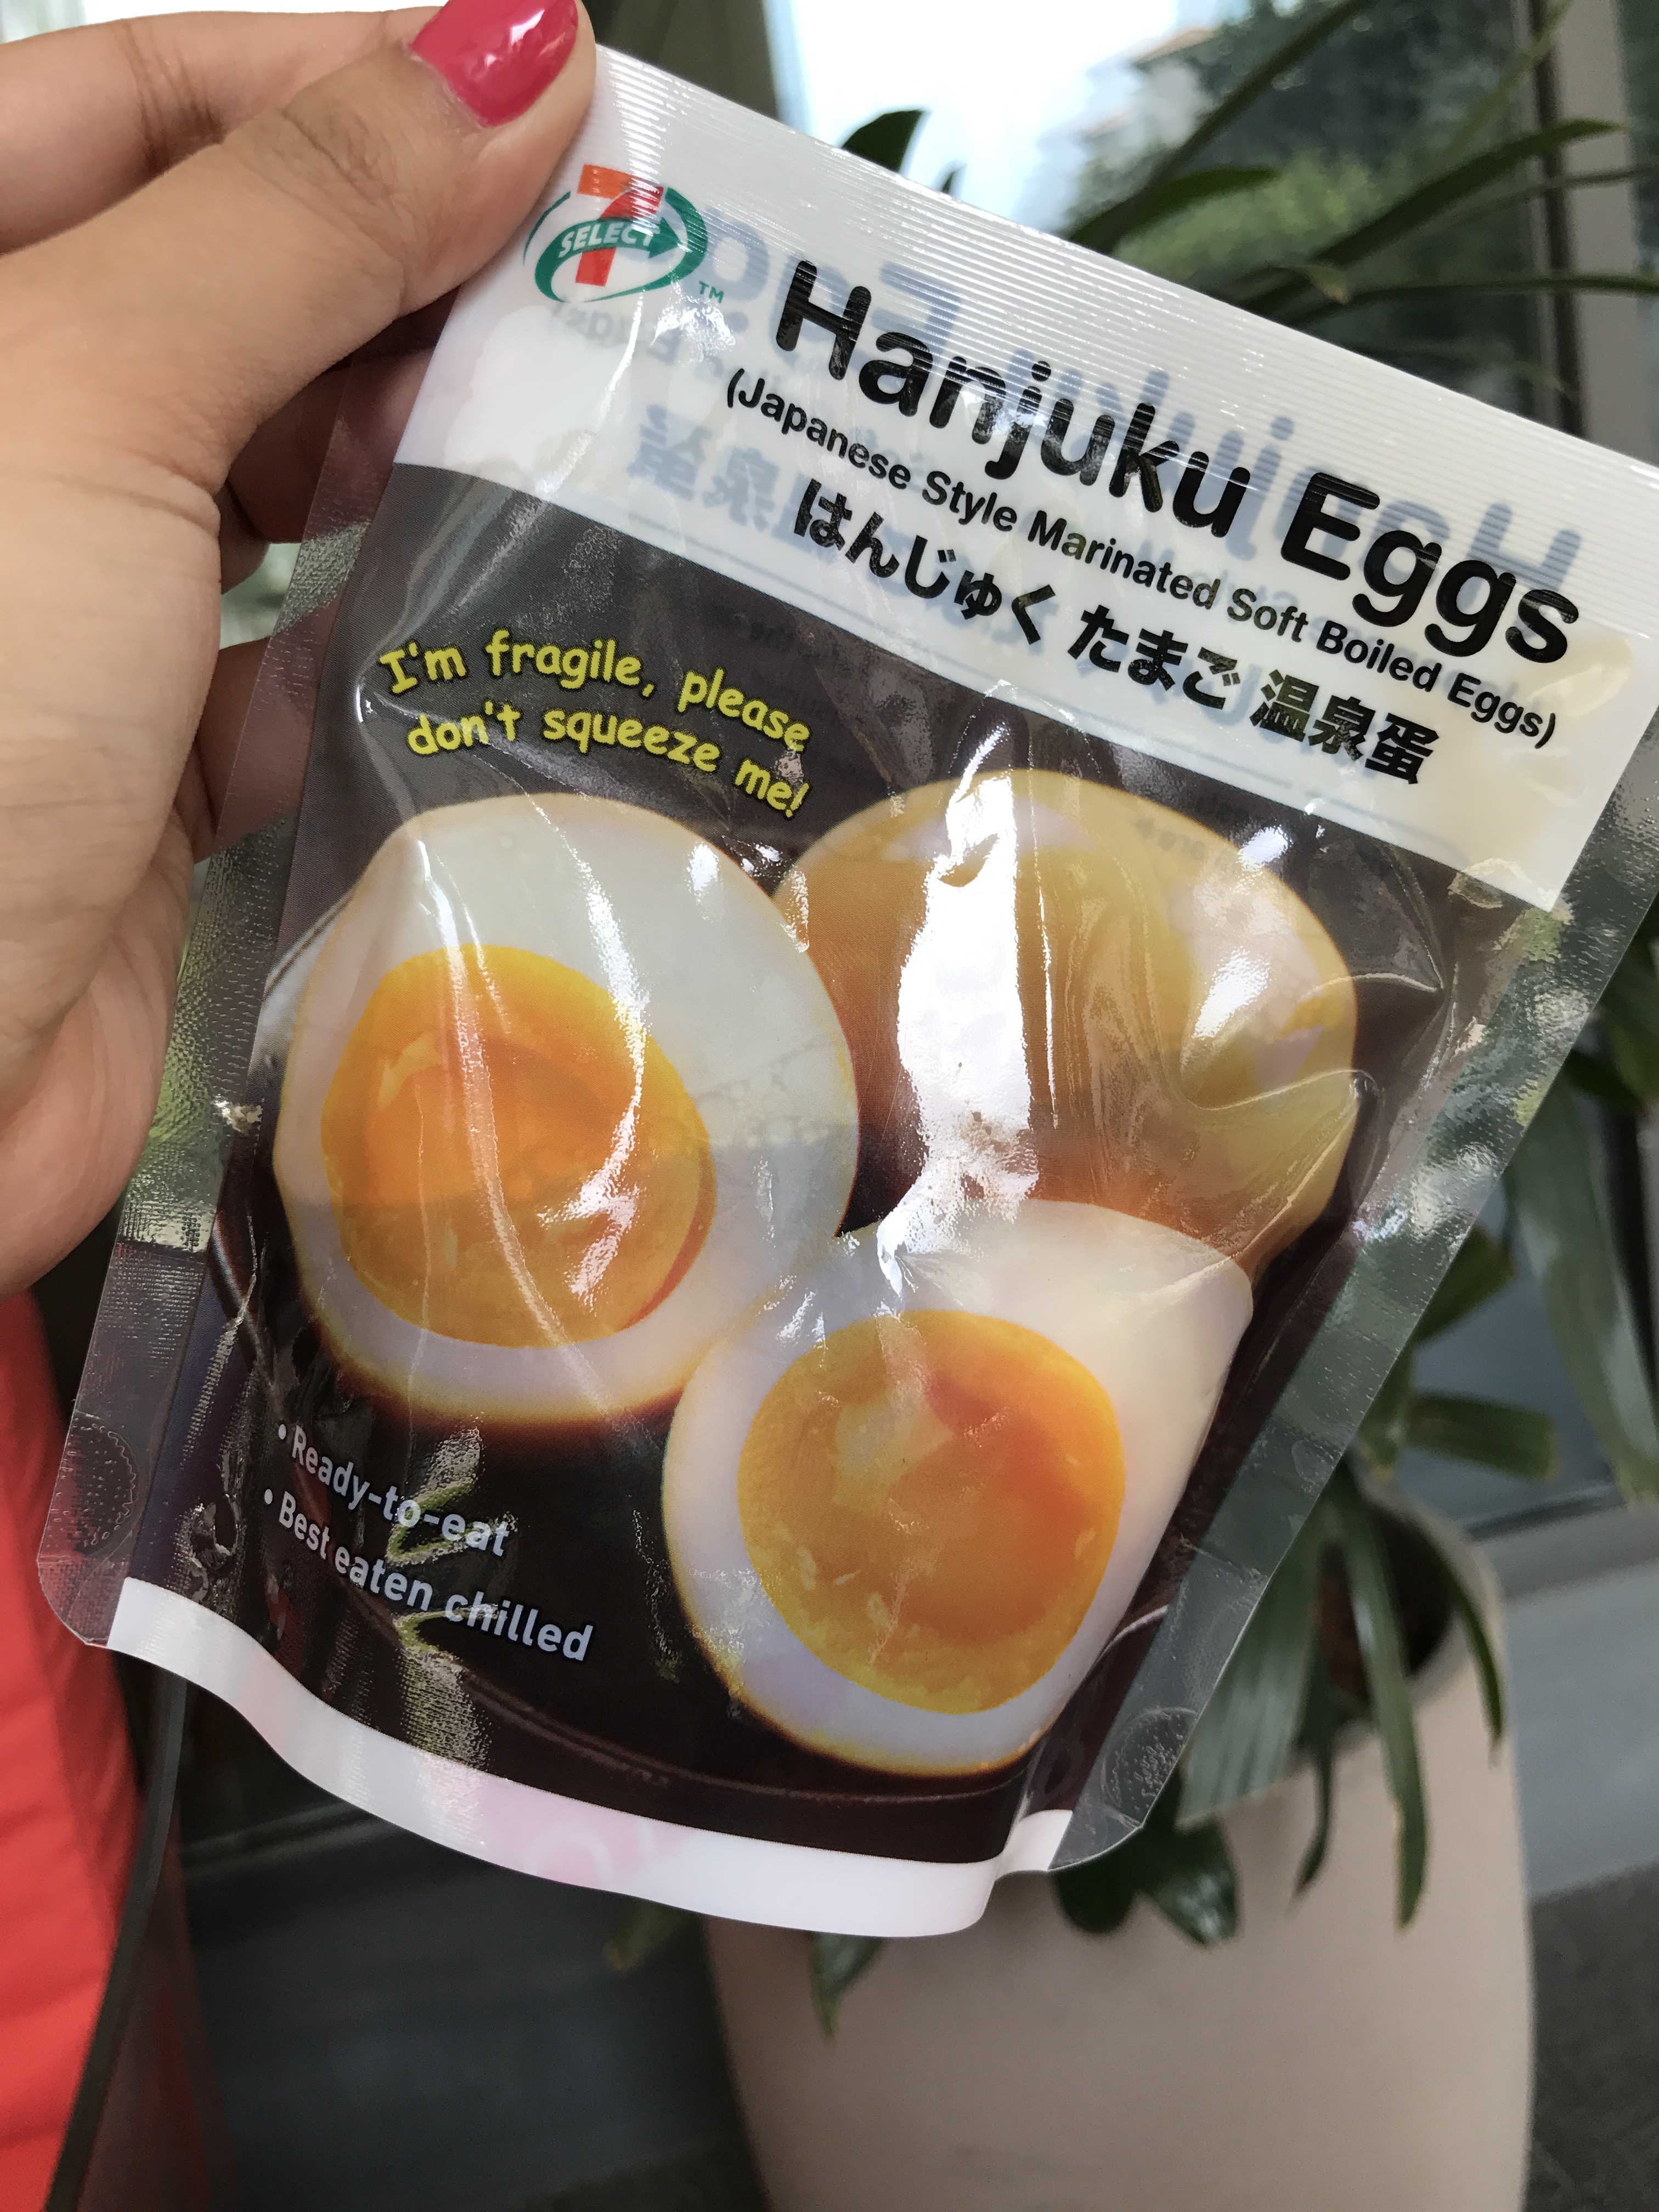 7
SELECT
TM
Hanjuku Eggs
(Japanese Style Marinated Soft Boiled Eggs)
はんじゅく たまご 温泉蛋
I'm fragile, please
don't squeeze me!
• Ready-to-eat
• Best eaten chilled